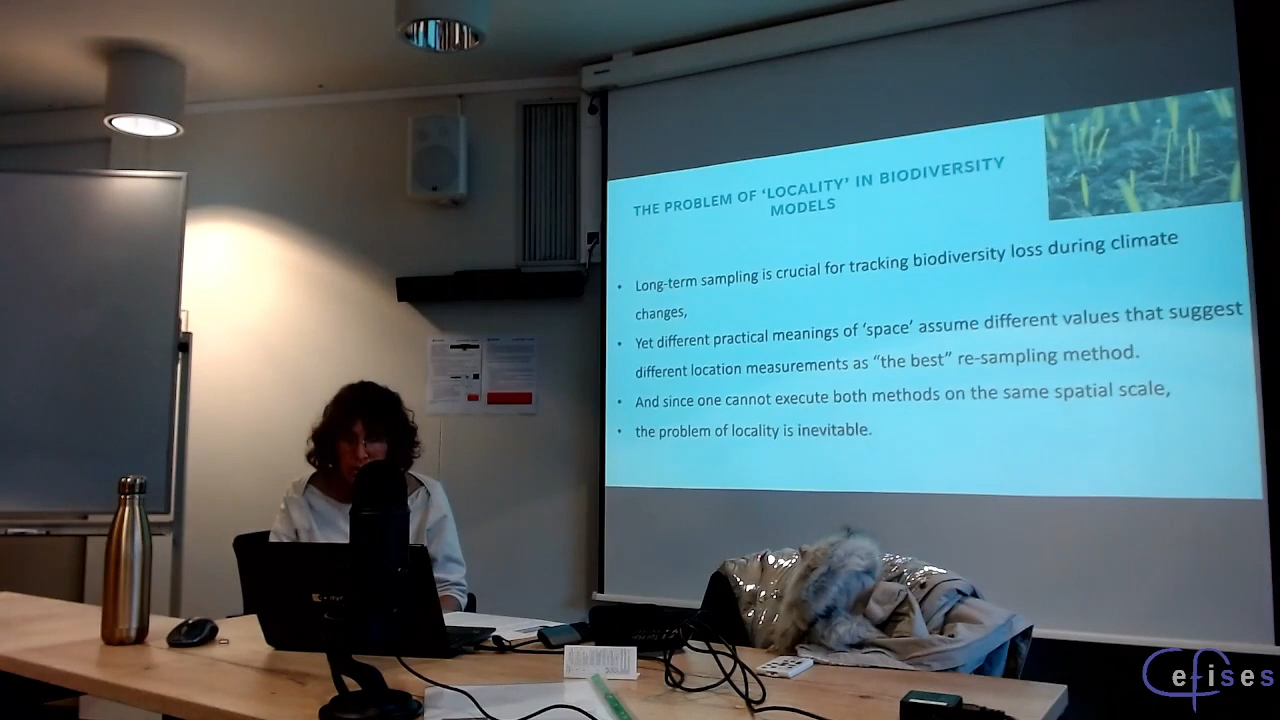 THE PROBLEM OF ‘LOCALITY’ IN BIODIVERSITY
MODELS
• Long-term sampling is crucial for tracking biodiversity loss during climate
changes,
• Yet different practical meanings of ‘space’ assume different values that suggest
different location measurements as “the best” re-sampling method.
• And since one cannot execute both methods on the same spatial scale,
• the problem of locality is inevitable.
Cefises